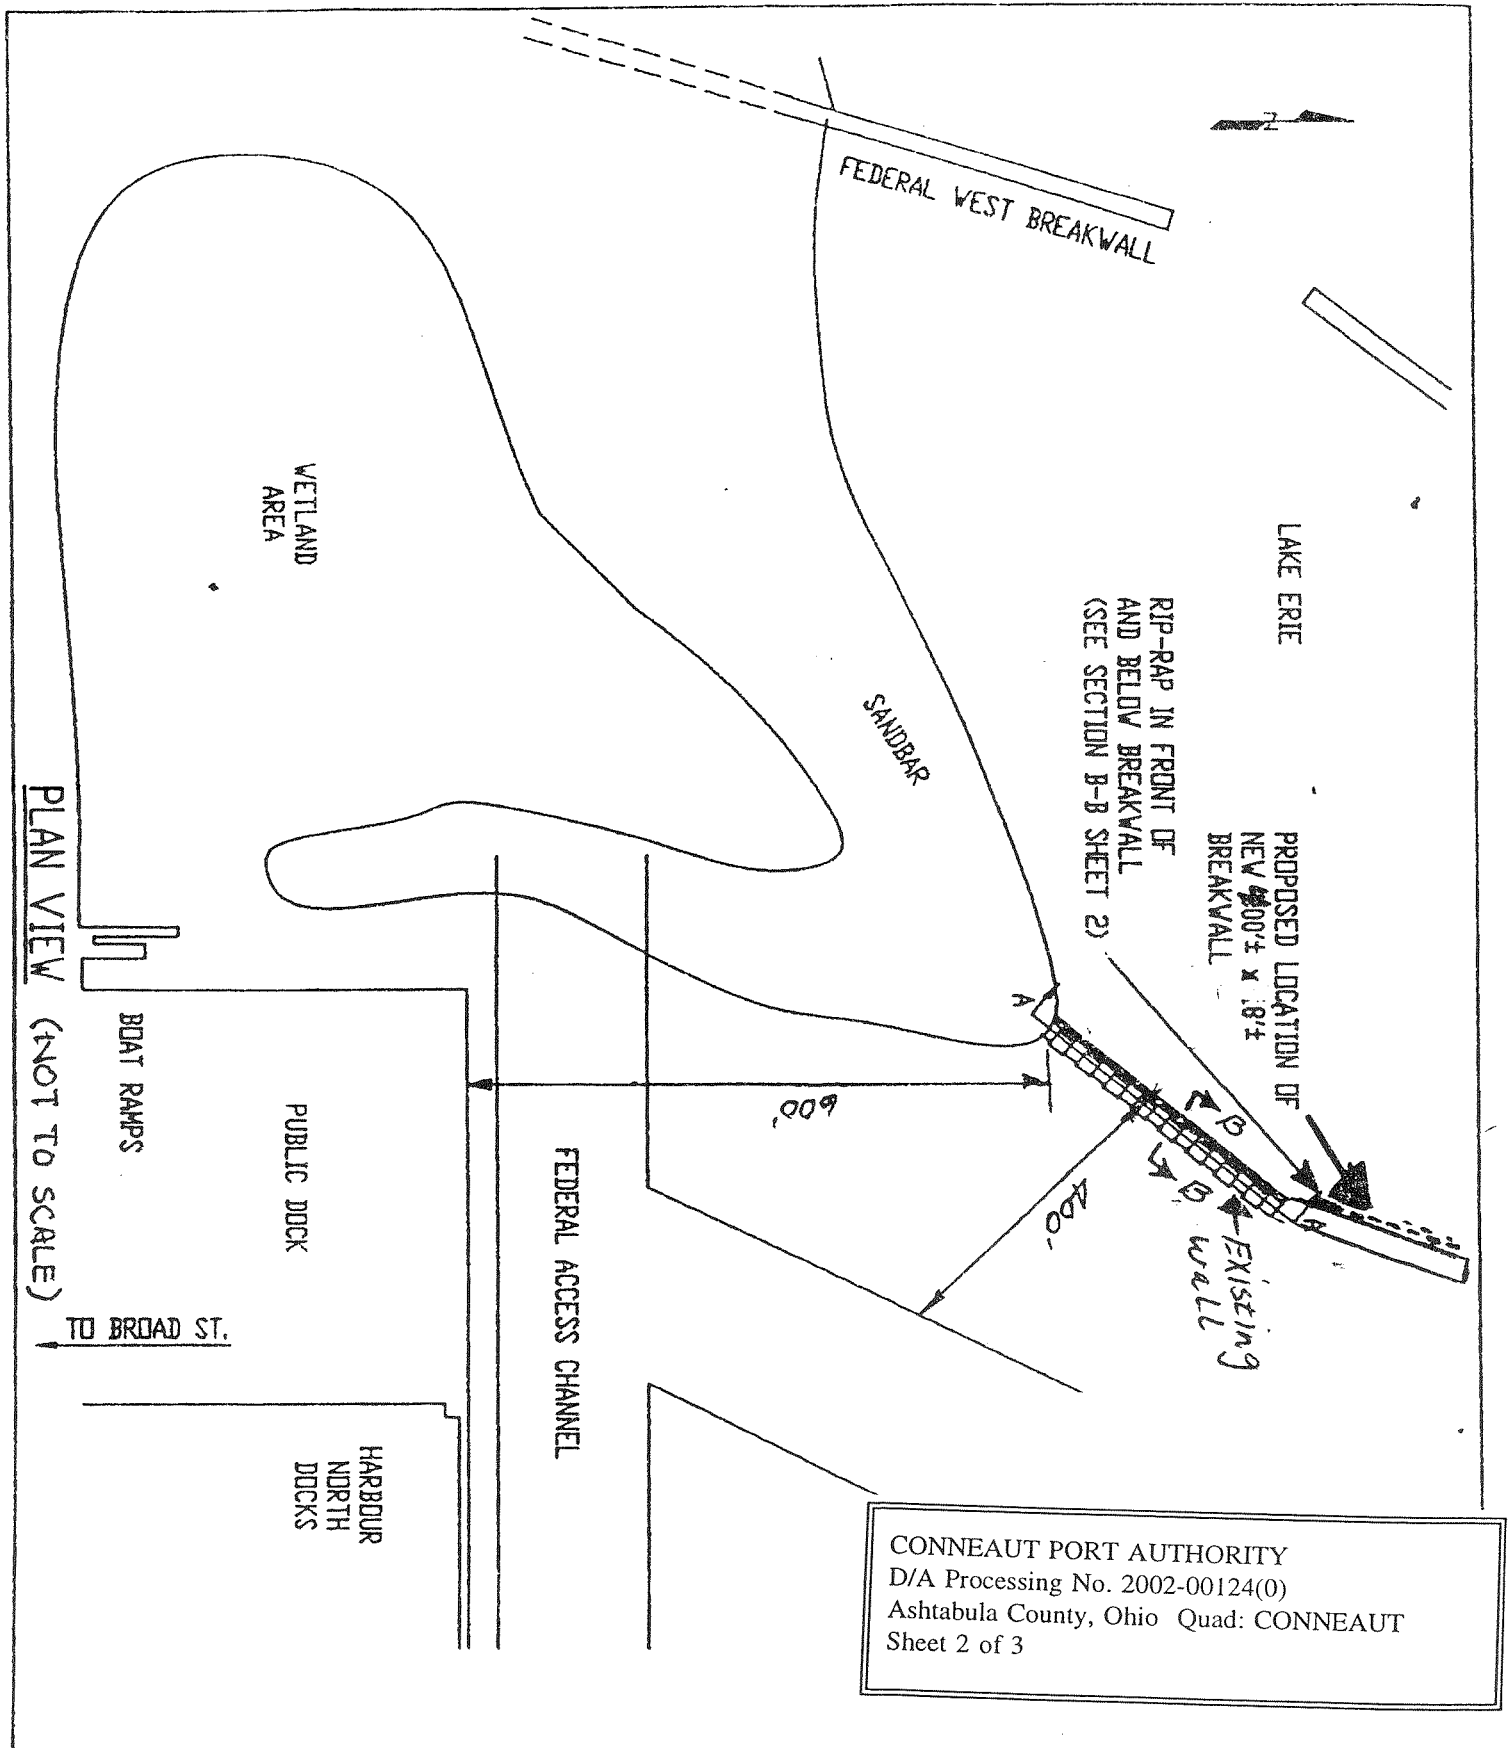 N
FEDERAL WEST BREAKWALL
LAKE ERIE
RIP-RAP IN FRONT OF
AND BELOW BREAKWALL
(SEE SECTION B-B SHEET 2)
PROPOSED LOCATION OF
NEW 00'± x 18'±
BREAKWALL
WETLAND
AREA
SANDBAR
A
B
B
A
Existing
wall
600'
400'
FEDERAL ACCESS CHANNEL
PUBLIC DOCK
BOAT RAMPS
TO BROAD ST.
HARBOUR
NORTH
DOCKS
PLAN VIEW (NOT TO SCALE)
CONNEAUT PORT AUTHORITY
D/A Processing No. 2002-00124(0)
Ashtabula County, Ohio Quad: CONNEAUT
Sheet 2 of 3